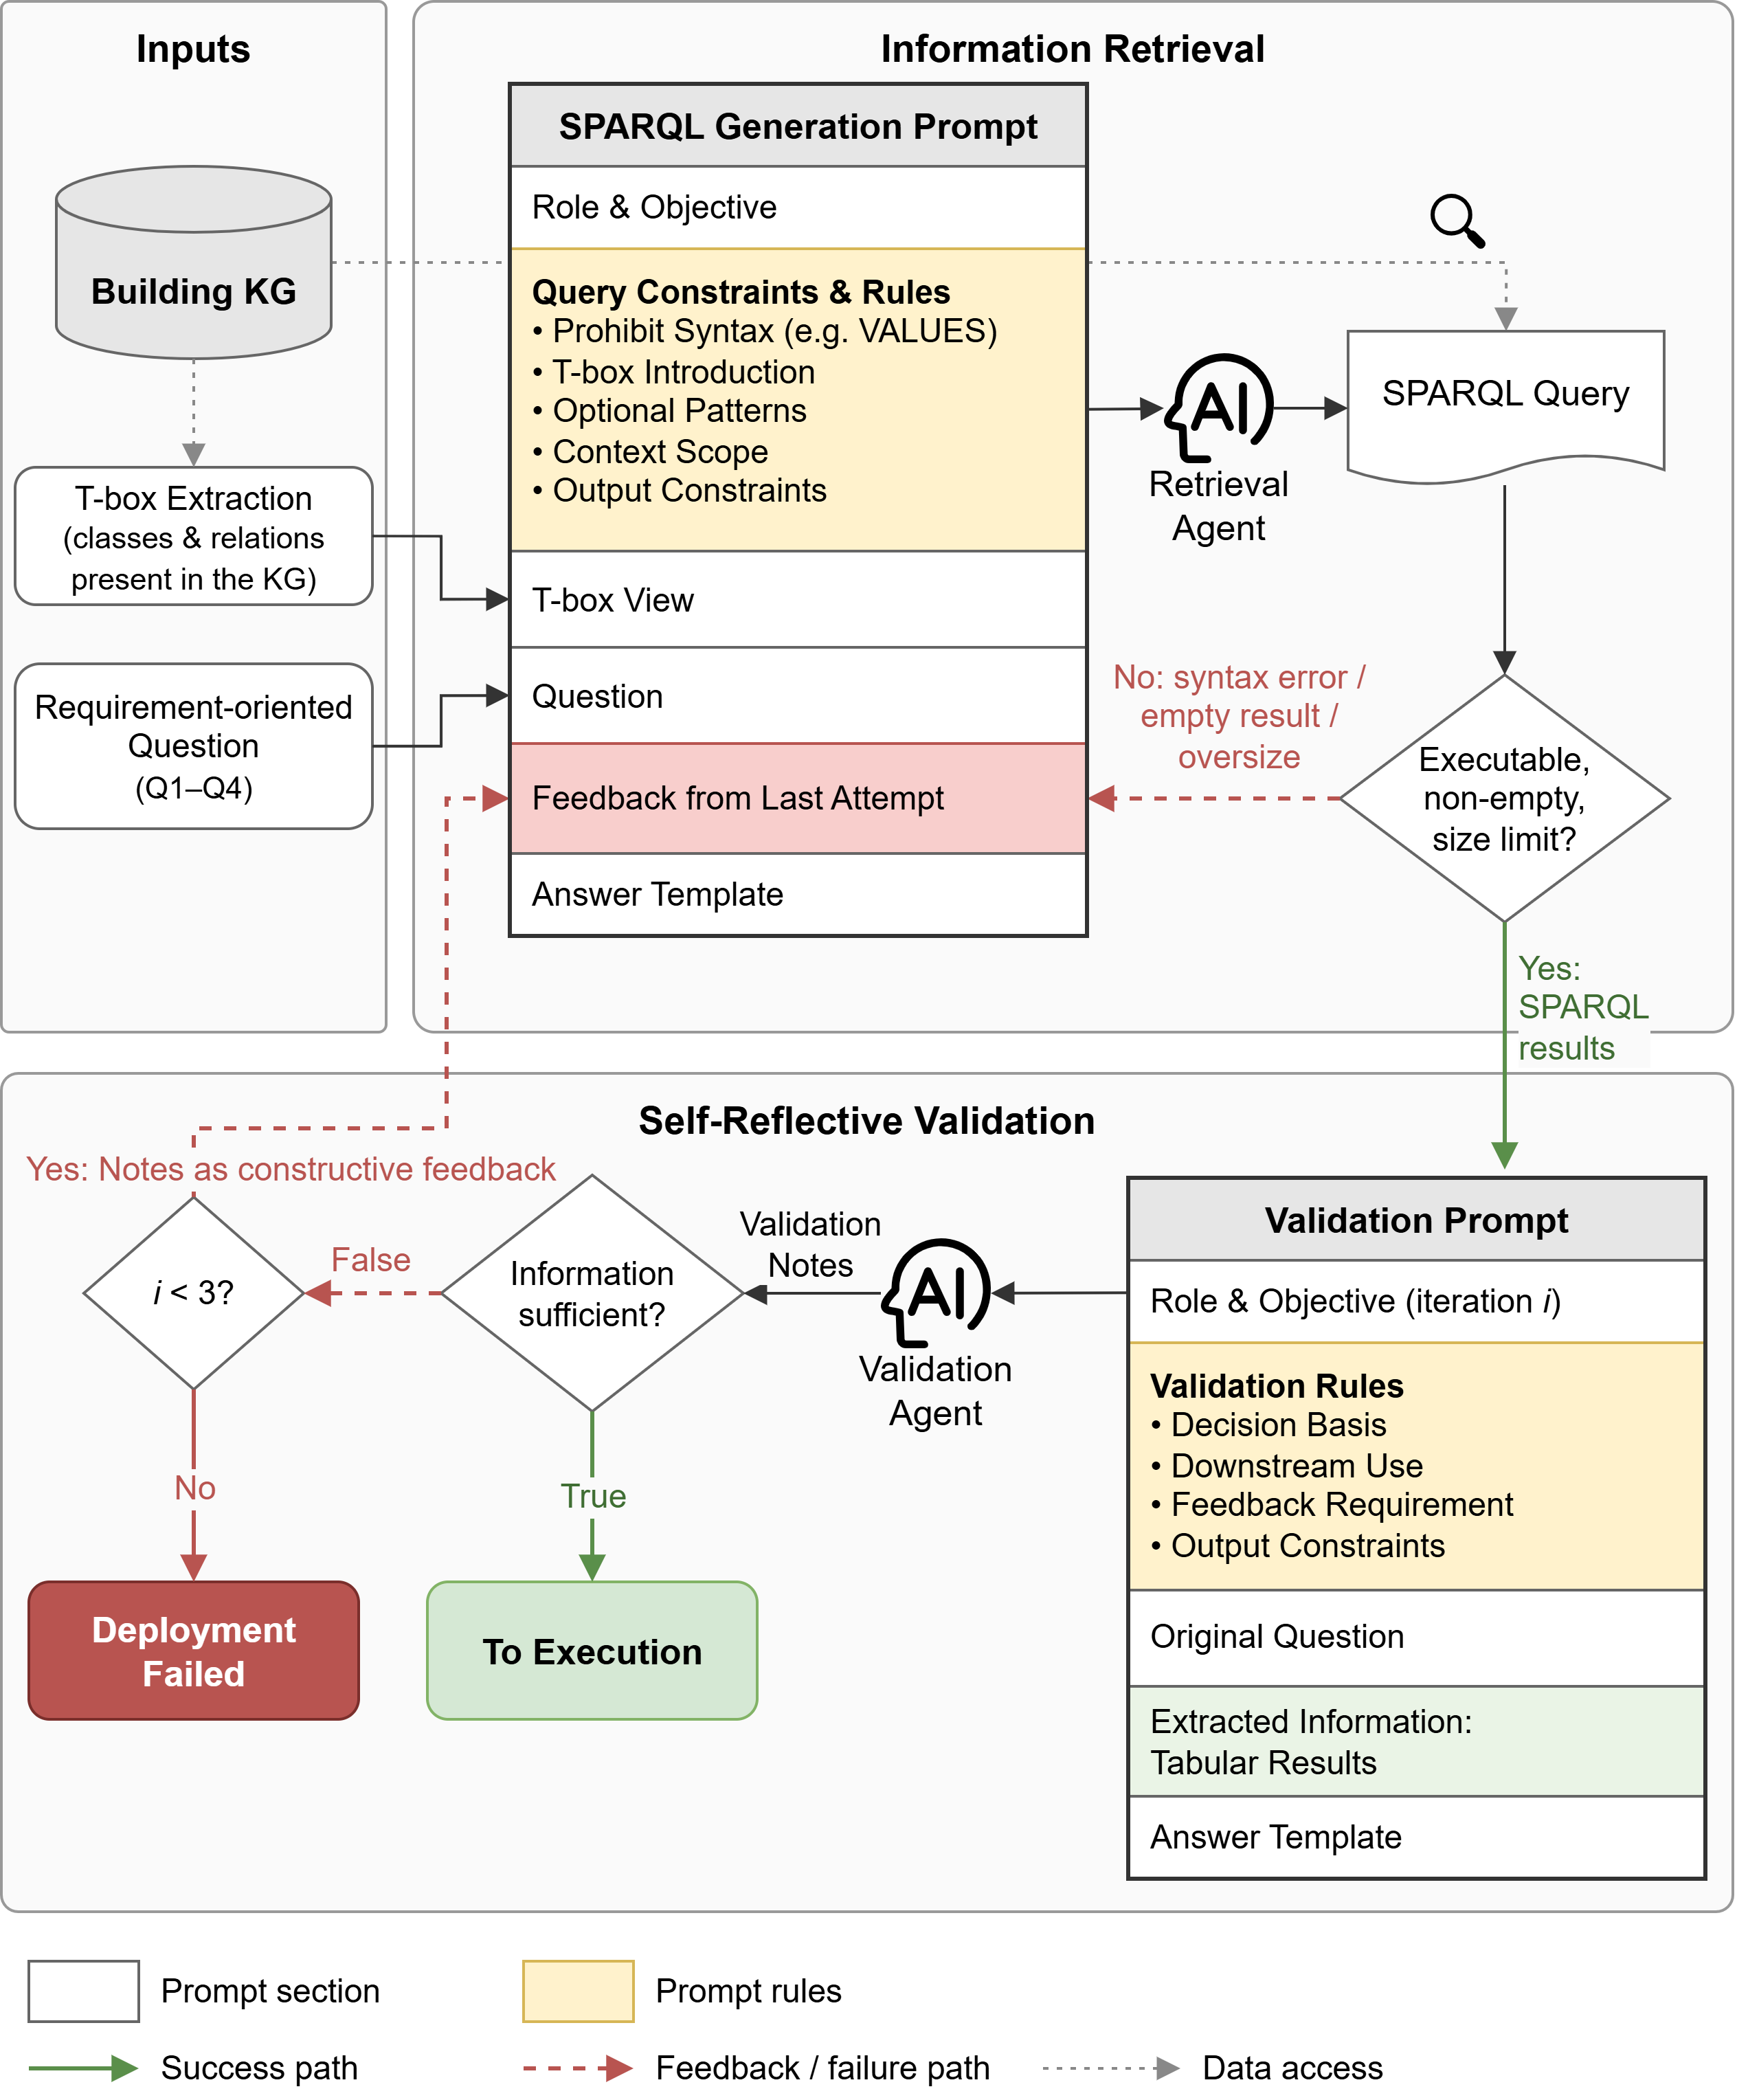 Inputs
Building KG
T-box Extraction
(classes & relations
present in the KG)
Requirement-oriented
Question
(Q1–Q4)
Information Retrieval
SPARQL Generation Prompt
Role & Objective
Query Constraints & Rules
• Prohibit Syntax (e.g. VALUES)
• T-box Introduction
• Optional Patterns
• Context Scope
• Output Constraints
T-box View
Question
Feedback from Last Attempt
Answer Template
AI
Retrieval
Agent
SPARQL Query
No: syntax error /
empty result /
oversize
Executable,
non-empty,
size limit?
Yes:
SPARQL
results
Self-Reflective Validation
Validation Prompt
Role & Objective (iteration i)
Validation Rules
• Decision Basis
• Downstream Use
• Feedback Requirement
• Output Constraints
Original Question
Extracted Information:
Tabular Results
Answer Template
AI
Validation
Agent
Validation
Notes
Information
sufficient?
False
True
To Execution
i < 3?
Yes: Notes as constructive feedback
No
Deployment
Failed
Prompt section
Prompt rules
Success path
Feedback / failure path
Data access